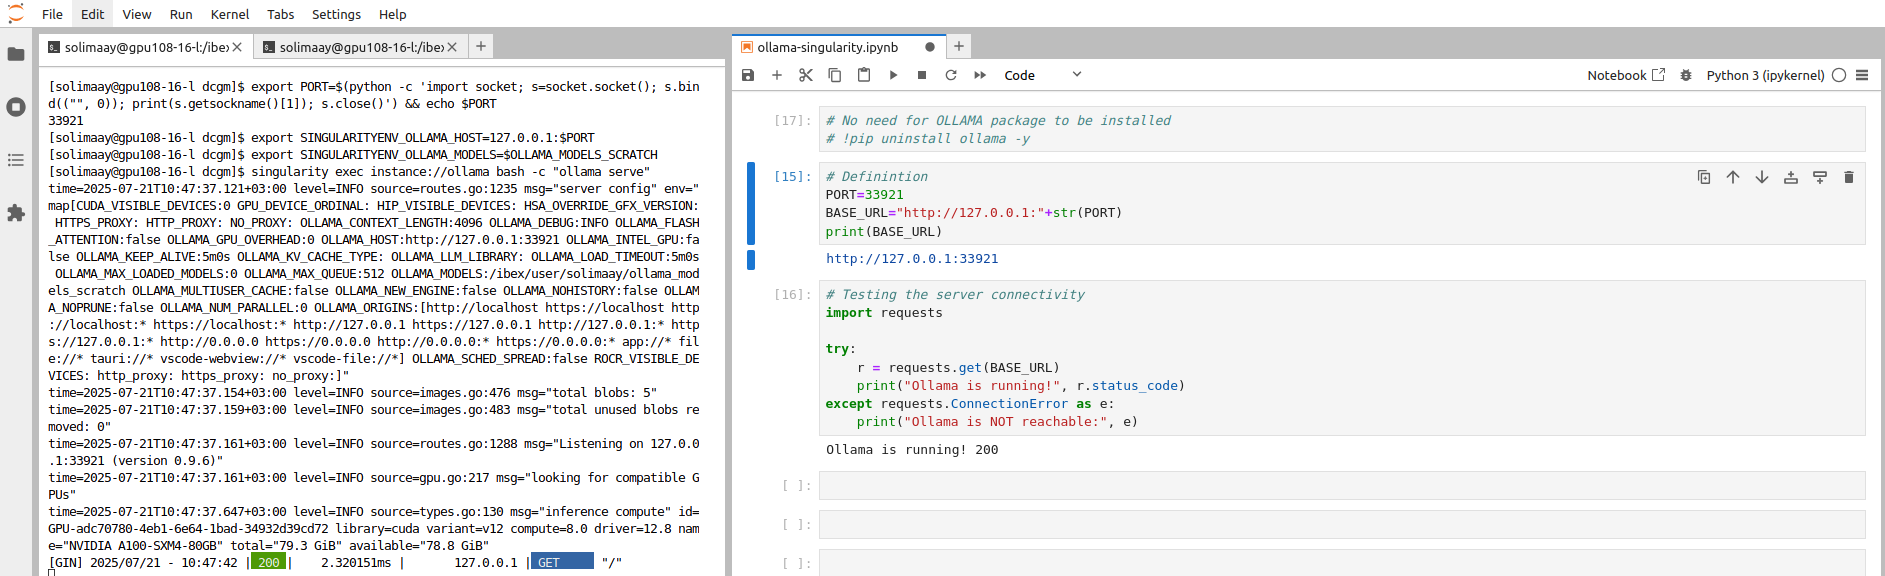 File Edit View Run Kernel Tabs Settings Help
solimaay@gpu108-16-l:/ibex
solimaay@gpu108-16-l:/ibex
[solimaay@gpu108-16-l dcgm]$ export PORT=$(python -c 'import socket; s=socket.socket(); s.bin
d(("", 0)); print(s.getsockname()[1]); s.close()') && echo $PORT
33921
[solimaay@gpu108-16-l dcgm]$ export SINGULARITYENV_OLLAMA_HOST=127.0.0.1:$PORT
[solimaay@gpu108-16-l dcgm]$ export SINGULARITYENV_OLLAMA_MODELS=$OLLAMA_MODELS_SCRATCH
[solimaay@gpu108-16-l dcgm]$ singularity exec instance://ollama bash -c "ollama serve"
time=2025-07-21T10:47:37.121+03:00 level=INFO source=routes.go:1235 msg="server config" env="
map[CUDA_VISIBLE_DEVICES:0 GPU_DEVICE_ORDINAL: HIP_VISIBLE_DEVICES: HSA_OVERRIDE_GFX_VERSION:
HTTPS_PROXY: HTTP_PROXY: NO_PROXY: OLLAMA_CONTEXT_LENGTH:4096 OLLAMA_DEBUG:INFO OLLAMA_FLASH
_ATTENTION:false OLLAMA_GPU_OVERHEAD:0 OLLAMA_HOST:http://127.0.0.1:33921 OLLAMA_INTEL_GPU:fa
lse OLLAMA_KEEP_ALIVE:5m0s OLLAMA_KV_CACHE_TYPE: OLLAMA_LLM_LIBRARY: OLLAMA_LOAD_TIMEOUT:5m0s
OLLAMA_MAX_LOADED_MODELS:0 OLLAMA_MAX_QUEUE:512 OLLAMA_MODELS:/ibex/user/solimaay/ollama_mod
els_scratch OLLAMA_MULTIUSER_CACHE:false OLLAMA_NEW_ENGINE:false OLLAMA_NOHISTORY:false OLLAM
A_NOPRUNE:false OLLAMA_NUM_PARALLEL:0 OLLAMA_ORIGINS:[http://localhost https://localhost http
://localhost:* https://localhost:* http://127.0.0.1 https://127.0.0.1 http://127.0.0.1:* http
s://127.0.0.1:* http://0.0.0.0 https://0.0.0.0 http://0.0.0.0:* https://0.0.0.0:* app://* fil
e://* tauri://* vscode-webview://* vscode-file://*] OLLAMA_SCHED_SPREAD:false ROCR_VISIBLE_DE
VICES: http_proxy: https_proxy: no_proxy:]"
time=2025-07-21T10:47:37.154+03:00 level=INFO source=images.go:476 msg="total blobs: 5"
time=2025-07-21T10:47:37.159+03:00 level=INFO source=images.go:483 msg="total unused blobs re
moved: 0"
time=2025-07-21T10:47:37.161+03:00 level=INFO source=routes.go:1288 msg="Listening on 127.0.0
.1:33921 (version 0.9.6)"
time=2025-07-21T10:47:37.161+03:00 level=INFO source=gpu.go:217 msg="looking for compatible G
PUs"
time=2025-07-21T10:47:37.647+03:00 level=INFO source=types.go:130 msg="inference compute" id=
GPU-adc70780-4eb1-6e64-1bad-34932d39cd72 library=cuda variant=v12 compute=8.0 driver=12.8 nam
e="NVIDIA A100-SXM4-80GB" total="79.3 GiB" available="78.8 GiB"
[GIN] 2025/07/21 - 10:47:42 | 200 | 2.320151ms | 127.0.0.1 | GET "/"
ollama-singularity.ipynb
Code
Notebook
Python 3 (ipykernel)
[17]: # No need for OLLAMA package to be installed
# !pip uninstall ollama -y
[15]: # Definintion
PORT=33921
BASE_URL="http://127.0.0.1:"+str(PORT)
print(BASE_URL)
http://127.0.0.1:33921
[16]: # Testing the server connectivity
import requests
try:
r = requests.get(BASE_URL)
print("Ollama is running!", r.status_code)
except requests.ConnectionError as e:
print("Ollama is NOT reachable:", e)
Ollama is running! 200
[ ]:
[ ]:
[ ]: